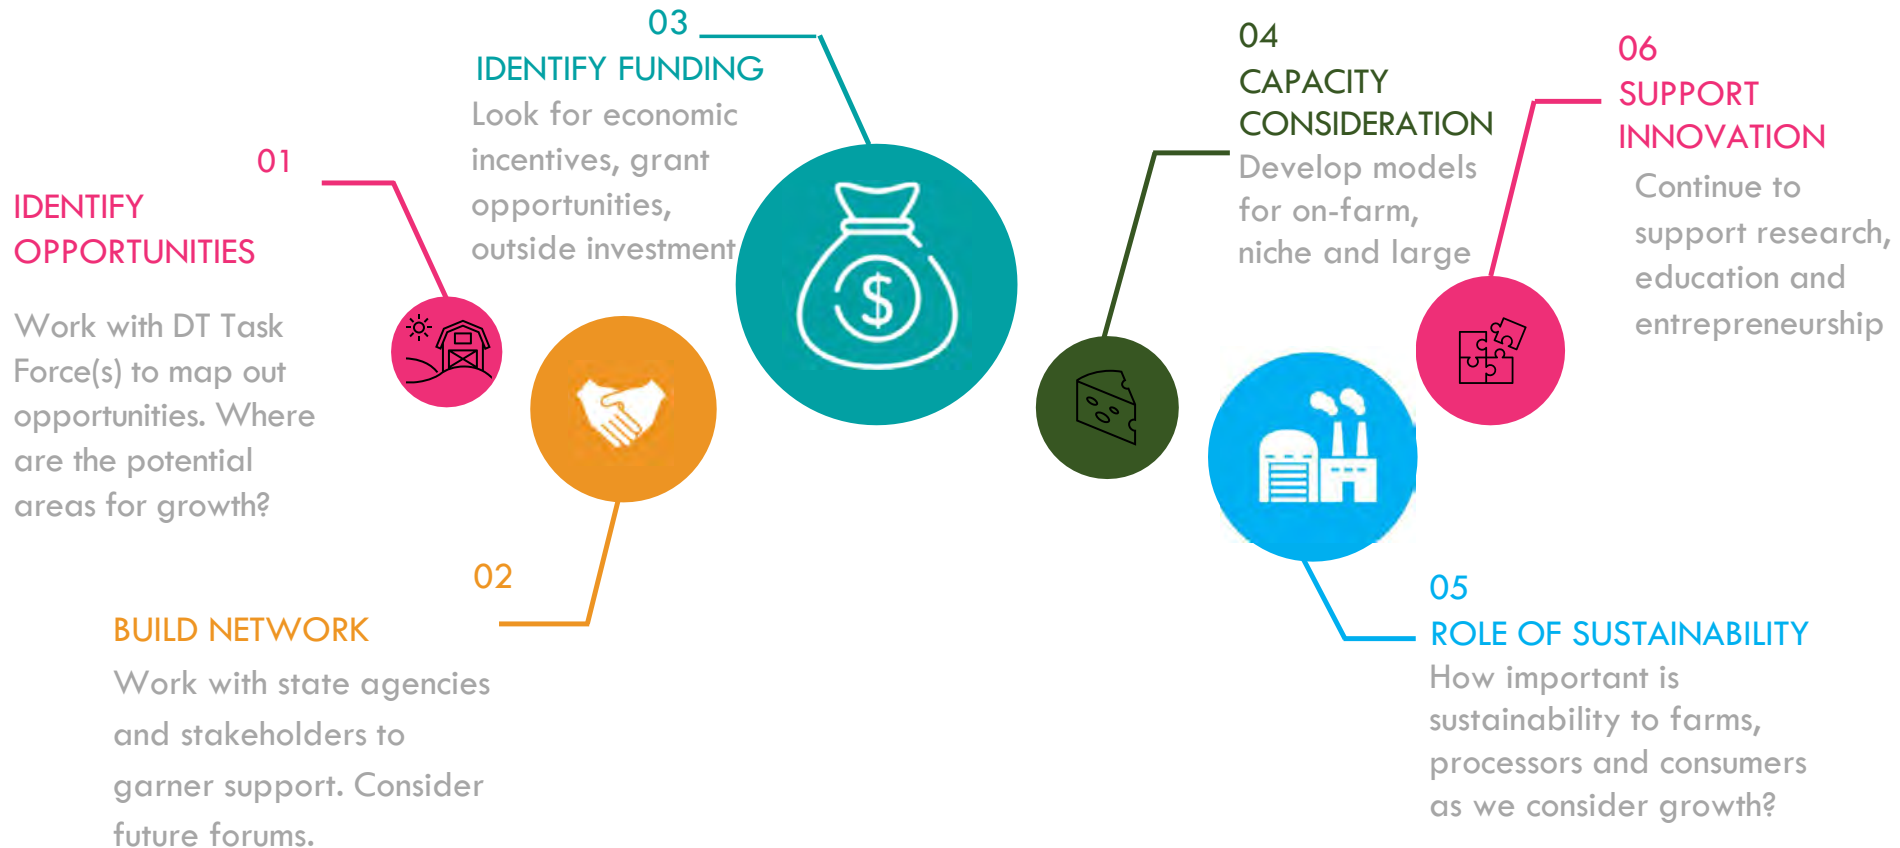 01
IDENTIFY
OPPORTUNITIES
Work with DT Task
Force(s) to map out
opportunities. Where
are the potential
areas for growth?
02
BUILD NETWORK
Work with state agencies
and stakeholders to
garner support. Consider
future forums.
03
IDENTIFY FUNDING
Look for economic
incentives, grant
opportunities,
outside investment
$
04
CAPACITY
CONSIDERATION
Develop models
for on-farm,
niche and large
05
ROLE OF SUSTAINABILITY
How important is
sustainability to farms,
processors and consumers
as we consider growth?
06
SUPPORT
INNOVATION
Continue to
support research,
education and
entrepreneurship